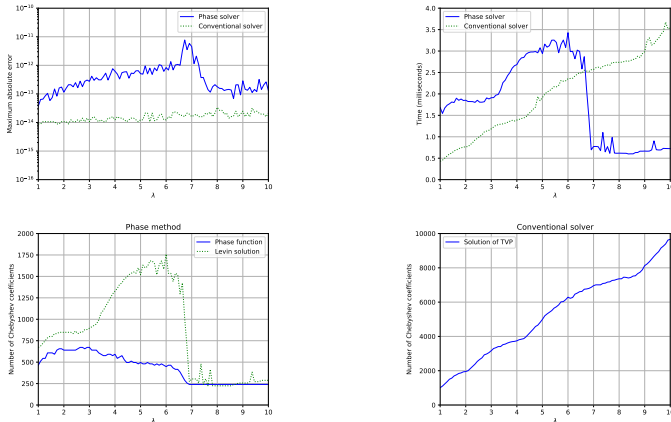 10⁻¹⁰
10⁻¹¹
10⁻¹²
10⁻¹³
10⁻¹⁴
10⁻¹⁵
10⁻¹⁶
Maximum absolute error
Phase solver
Conventional solver
1 2 3 4 5 6 7 8 9 10
λ
4.0
3.5
3.0
2.5
2.0
1.5
1.0
0.5
0.0
Time (milliseconds)
Phase solver
Conventional solver
1 2 3 4 5 6 7 8 9 10
λ
Phase method
2000
1750
1500
1250
1000
750
500
250
0
Number of Chebyshev coefficients
Phase function
Levin solution
1 2 3 4 5 6 7 8 9 10
λ
Conventional solver
10000
8000
6000
4000
2000
0
Number of Chebyshev coefficients
Solution of TVP
1 2 3 4 5 6 7 8 9 10
λ